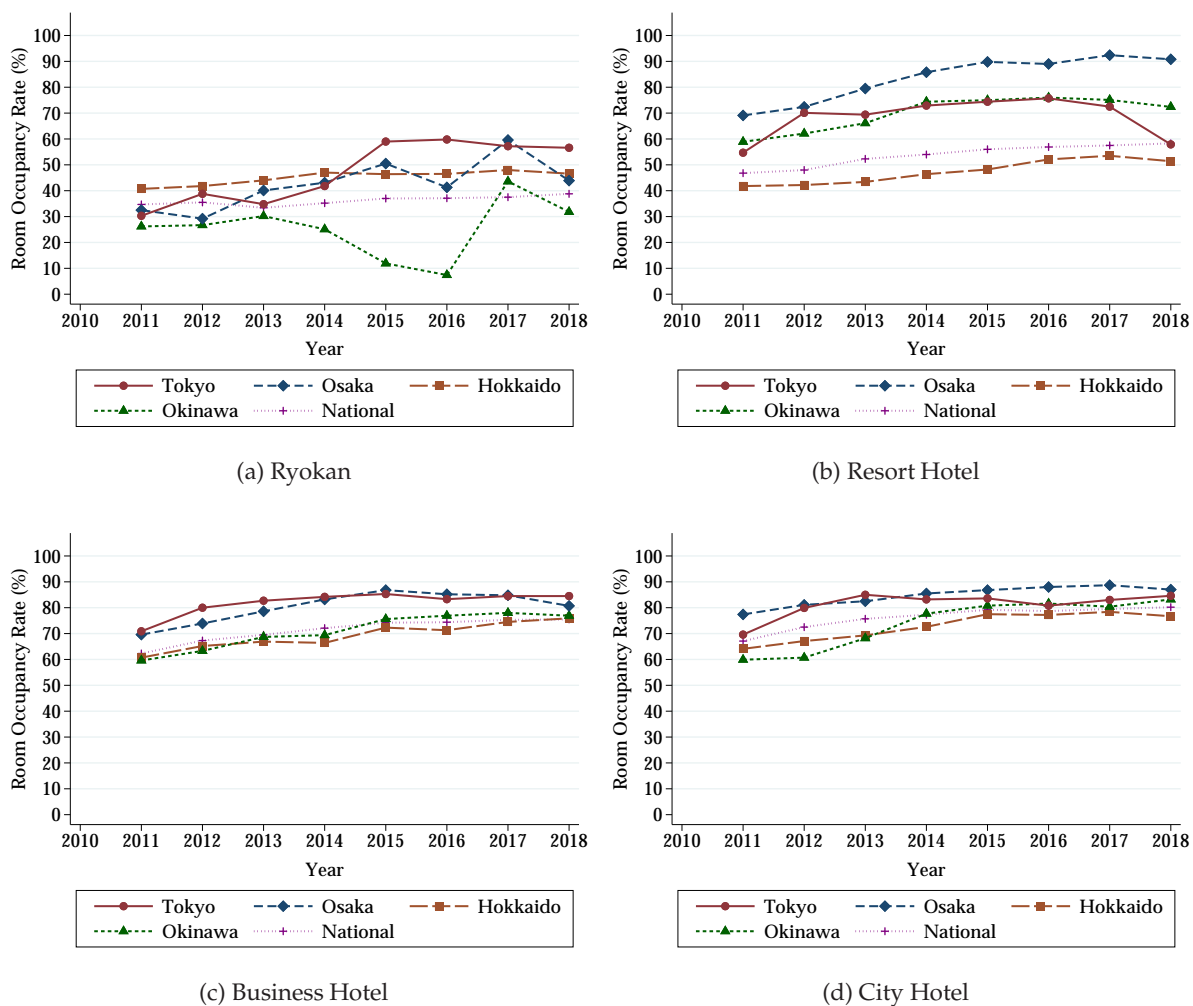 100
90
80
70
60
50
40
30
20
10
0
Room Occupancy Rate (%)
2010 2011 2012 2013 2014 2015 2016 2017 2018
Year
Tokyo Osaka Hokkaido
Okinawa National
(a) Ryokan
100
90
80
70
60
50
40
30
20
10
0
Room Occupancy Rate (%)
2010 2011 2012 2013 2014 2015 2016 2017 2018
Year
Tokyo Osaka Hokkaido
Okinawa National
(b) Resort Hotel
100
90
80
70
60
50
40
30
20
10
0
Room Occupancy Rate (%)
2010 2011 2012 2013 2014 2015 2016 2017 2018
Year
Tokyo Osaka Hokkaido
Okinawa National
(c) Business Hotel
100
90
80
70
60
50
40
30
20
10
0
Room Occupancy Rate (%)
2010 2011 2012 2013 2014 2015 2016 2017 2018
Year
Tokyo Osaka Hokkaido
Okinawa National
(d) City Hotel